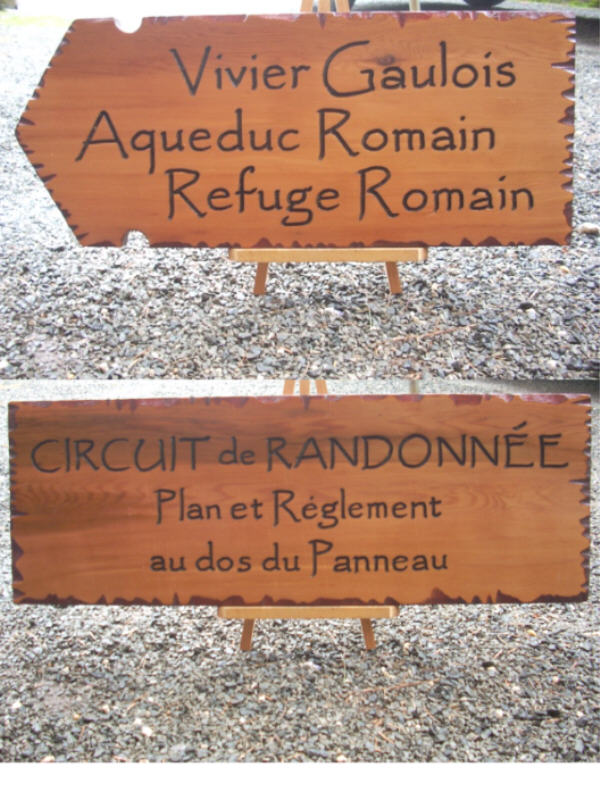 Vivier Gaulois
Aqueduc Romain
Refuge Romain
CIRCUIT de RANDONNÉE
Plan et Réglement
au dos du Panneau